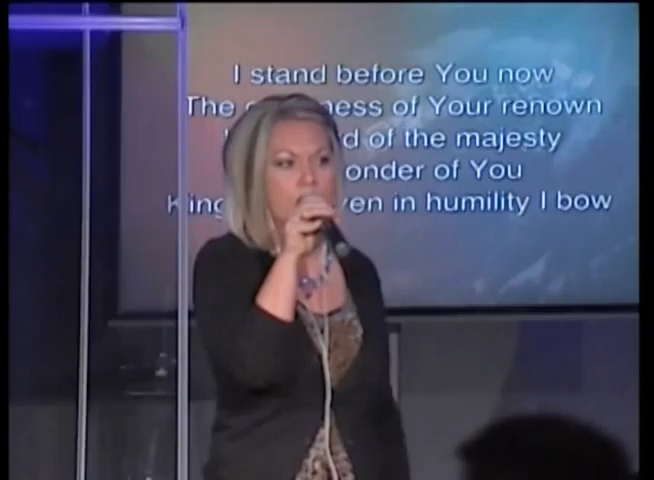 I stand before You now
The ness of Your renown
d of the majesty
onder of You
King ven in humility I bow